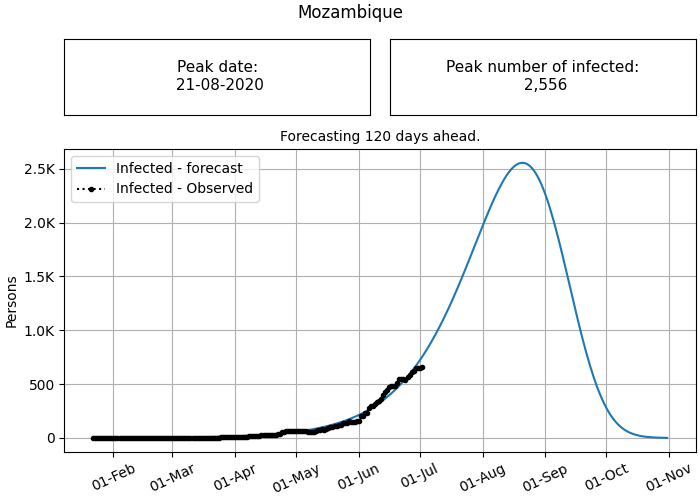 Mozambique
Peak date:
21-08-2020
Peak number of infected:
2,556
Forecasting 120 days ahead.
Infected - forecast
Infected - Observed
2.5K
2.0K
1.5K
1.0K
500
0
Persons
01-Feb
01-Mar
01-Apr
01-May
01-Jun
01-Jul
01-Aug
01-Sep
01-Oct
01-Nov